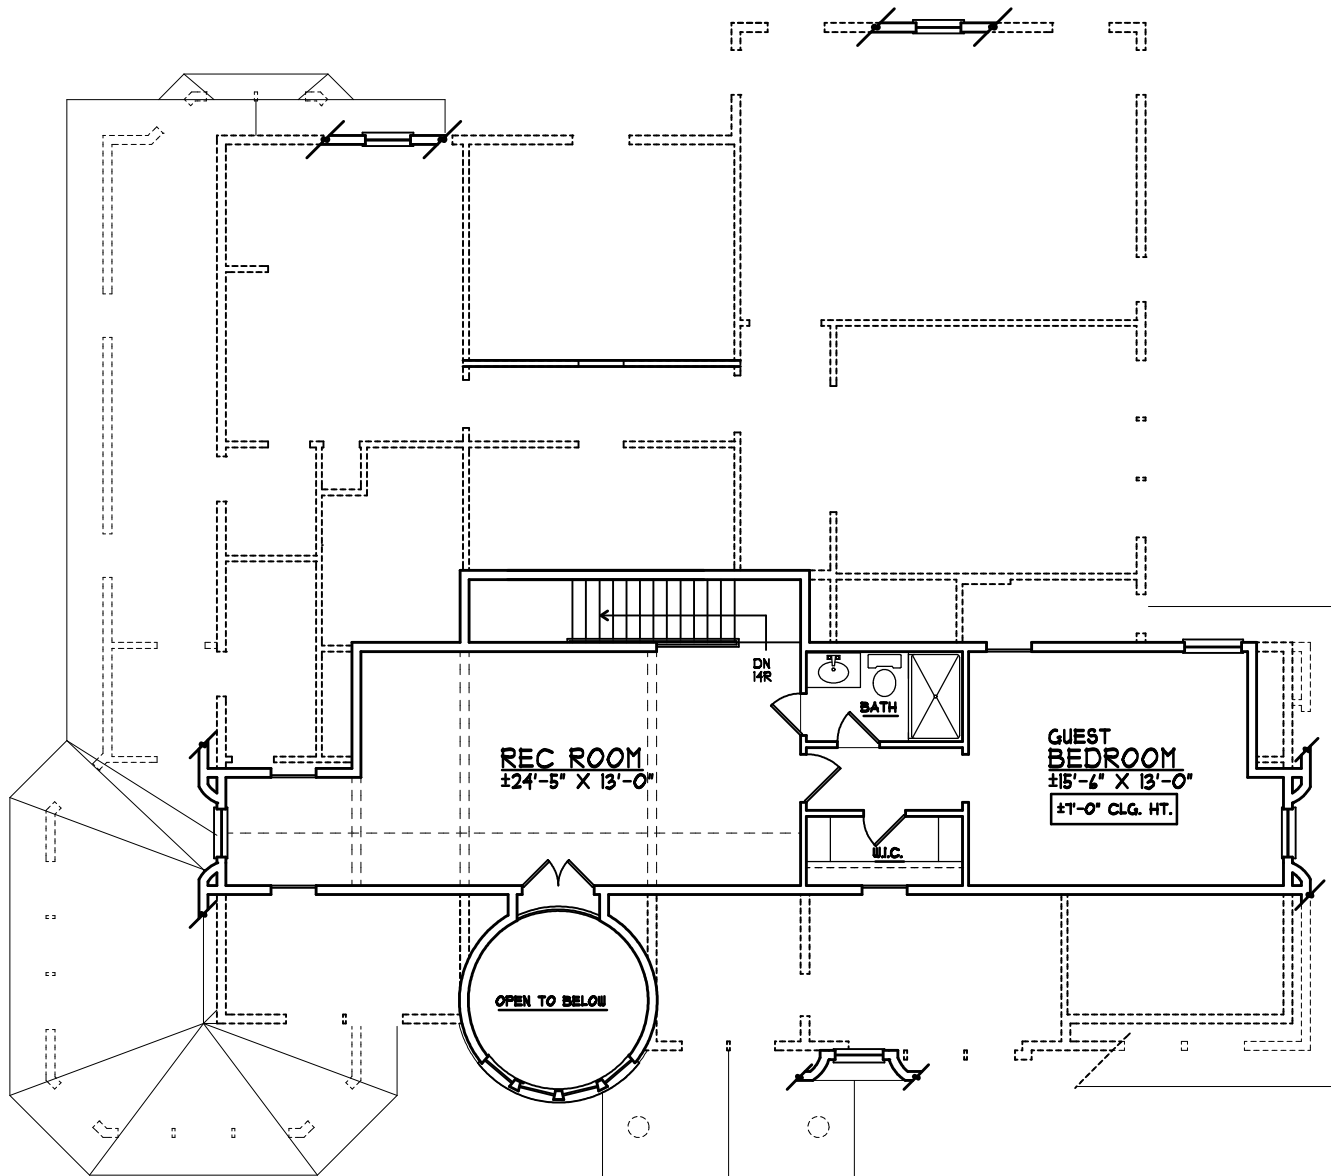 DN
14R
BATH
REC ROOM
±24'-5" X 13'-0"
GUEST
BEDROOM
±15'-6" X 13'-0"
±7'-0" CLG. HT.
W.I.C.
OPEN TO BELOW